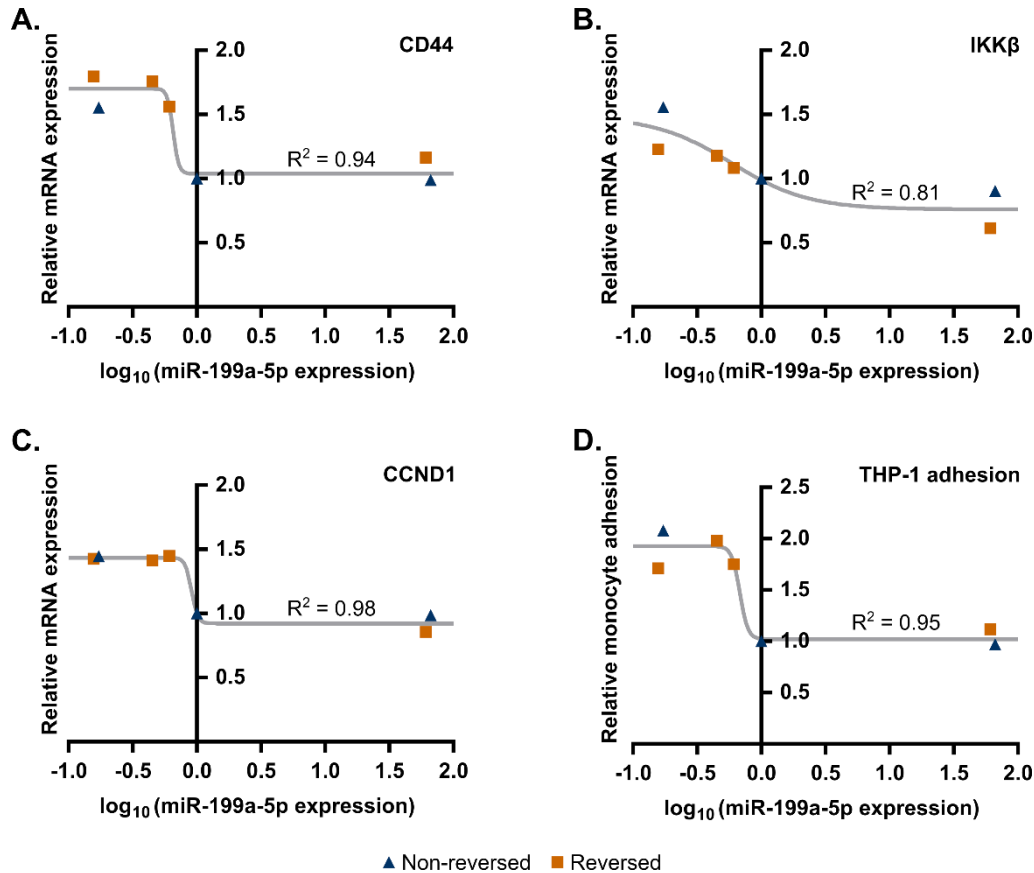 A.
CD44
Relative mRNA expression
2.0
1.5
1.0
0.5
R² = 0.94
-1.0 -0.5 0.0 0.5 1.0 1.5 2.0
log₁₀ (miR-199a-5p expression)
B.
IKKβ
Relative mRNA expression
2.0
1.5
1.0
0.5
R² = 0.81
-1.0 -0.5 0.0 0.5 1.0 1.5 2.0
log₁₀ (miR-199a-5p expression)
C.
CCND1
Relative mRNA expression
2.0
1.5
1.0
0.5
R² = 0.98
-1.0 -0.5 0.0 0.5 1.0 1.5 2.0
log₁₀ (miR-199a-5p expression)
D.
THP-1 adhesion
Relative monocyte adhesion
2.5
2.0
1.5
1.0
0.5
R² = 0.95
-1.0 -0.5 0.0 0.5 1.0 1.5 2.0
log₁₀ (miR-199a-5p expression)
Non-reversed Reversed